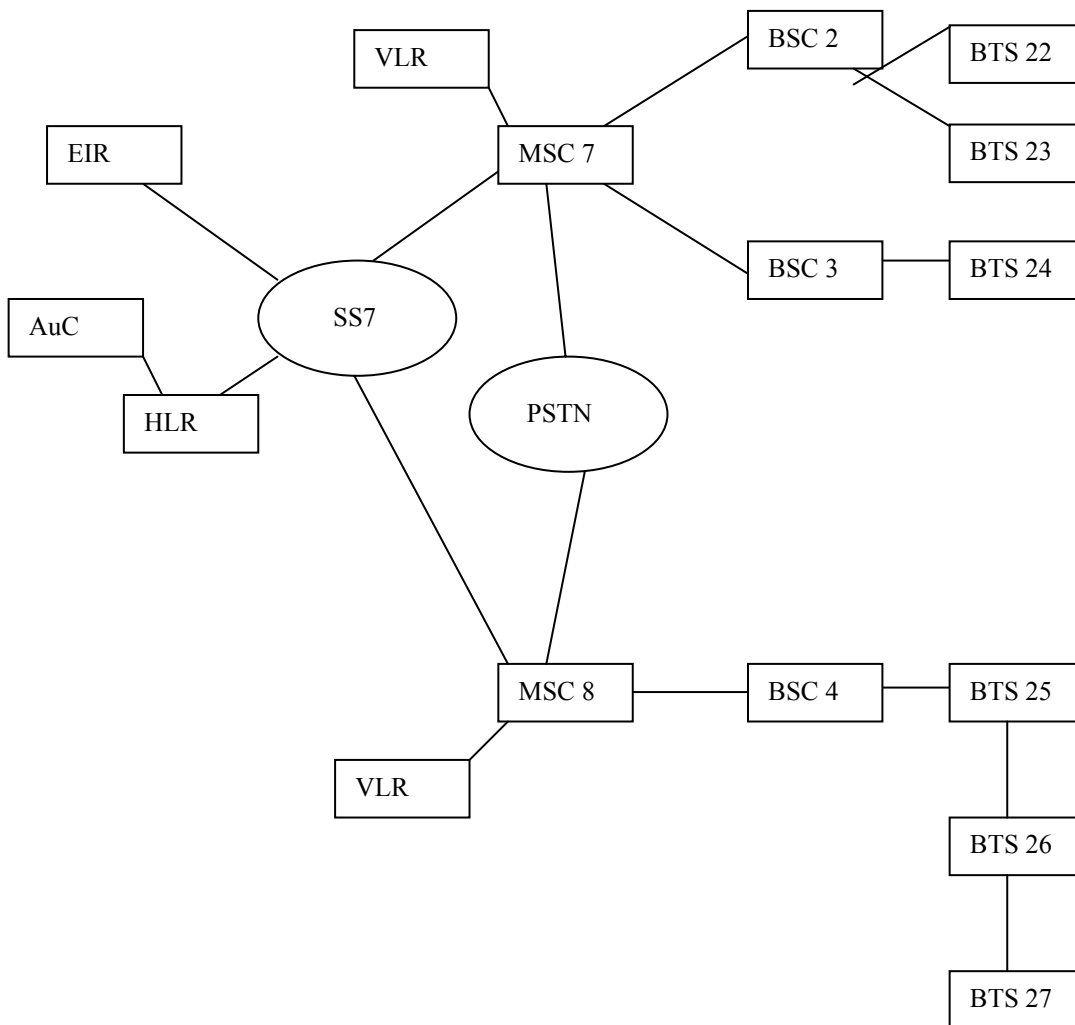 BSC 2
BTS 22
VLR
MSC 7
BTS 23
EIR
BSC 3
BTS 24
SS7
AuC
HLR
PSTN
MSC 8
BSC 4
BTS 25
VLR
BTS 26
BTS 27